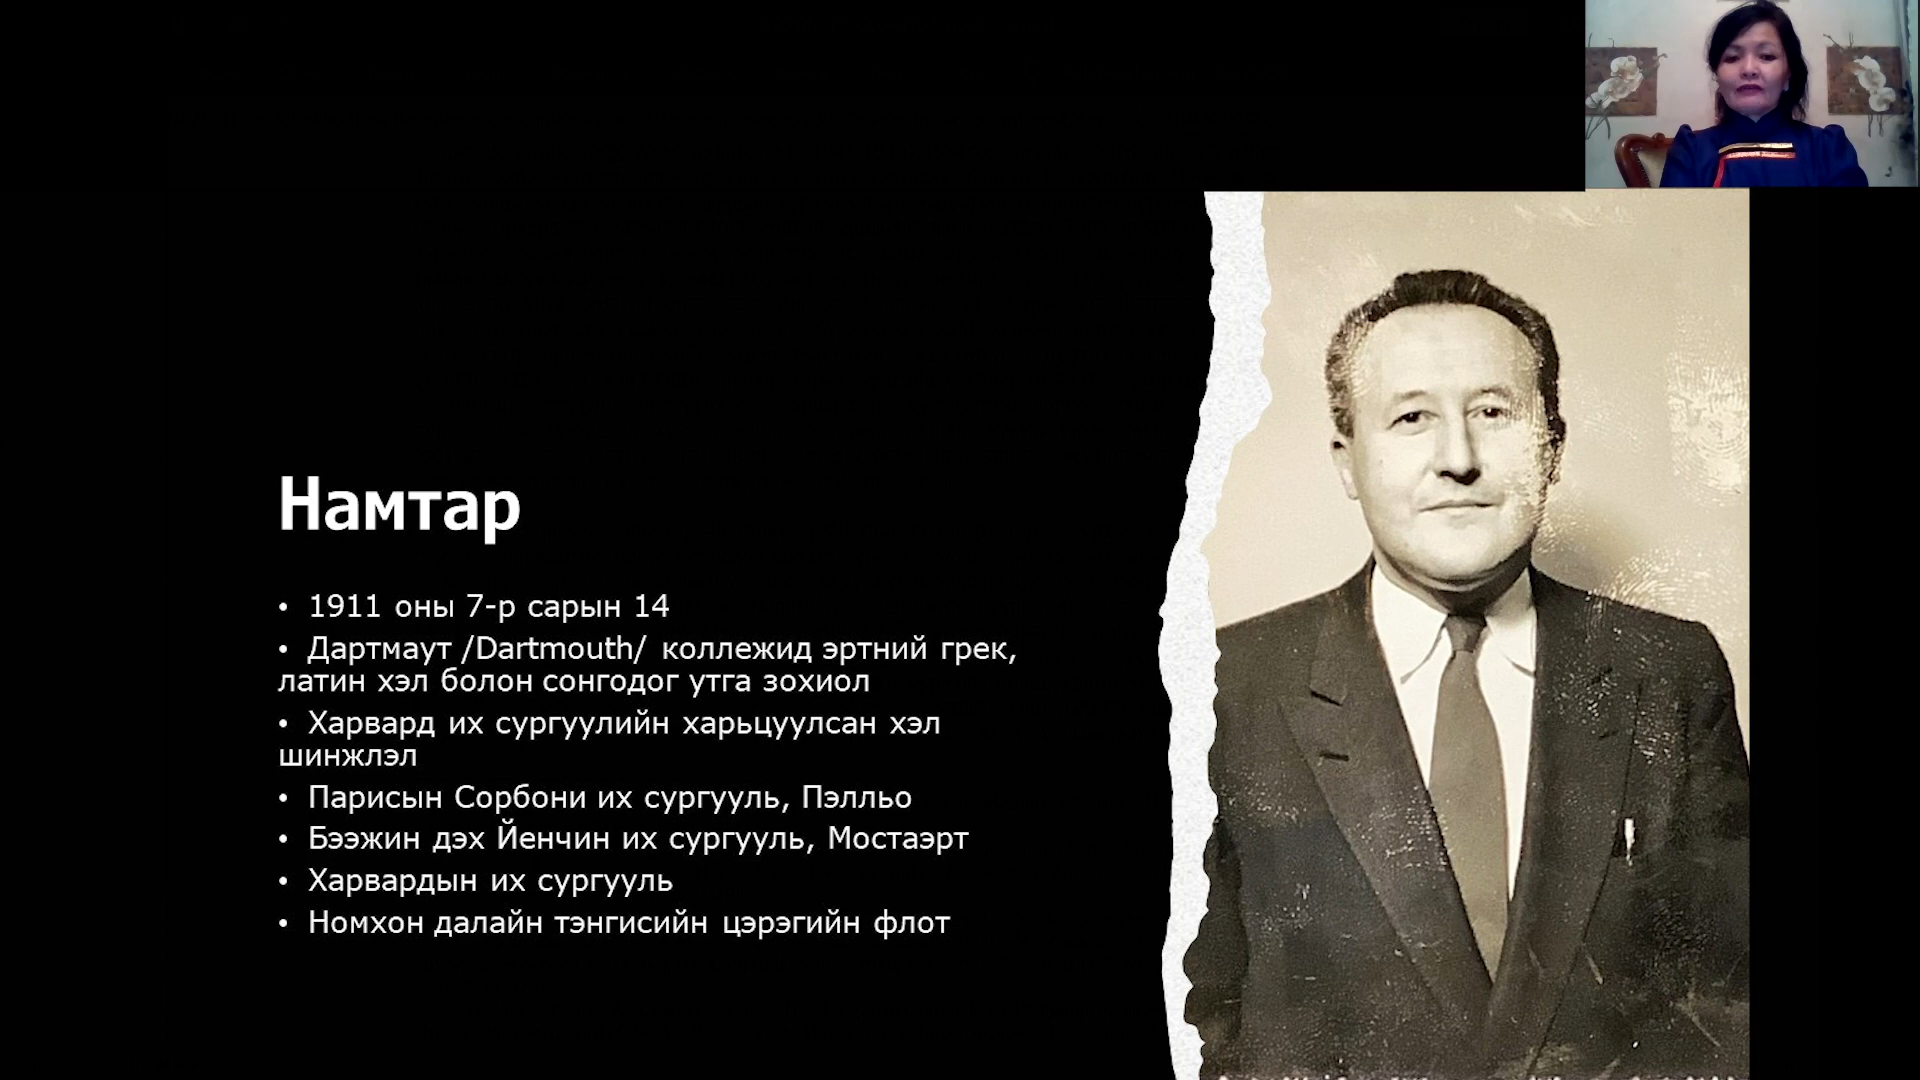 Намтар
• 1911 оны 7-р сарын 14
• Дартмаут /Dartmouth/ коллежид эртний грек,
латин хэл болон сонгодог утга зохиол
• Харвард их сургуулийн харьцуулсан хэл
шинжлэл
• Парисын Сорбони их сургууль, Пэлльо
• Бээжин дэх Йенчин их сургууль, Мостаэрт
• Харвардын их сургууль
• Номхон далайн тэнгисийн цэрэгийн флот